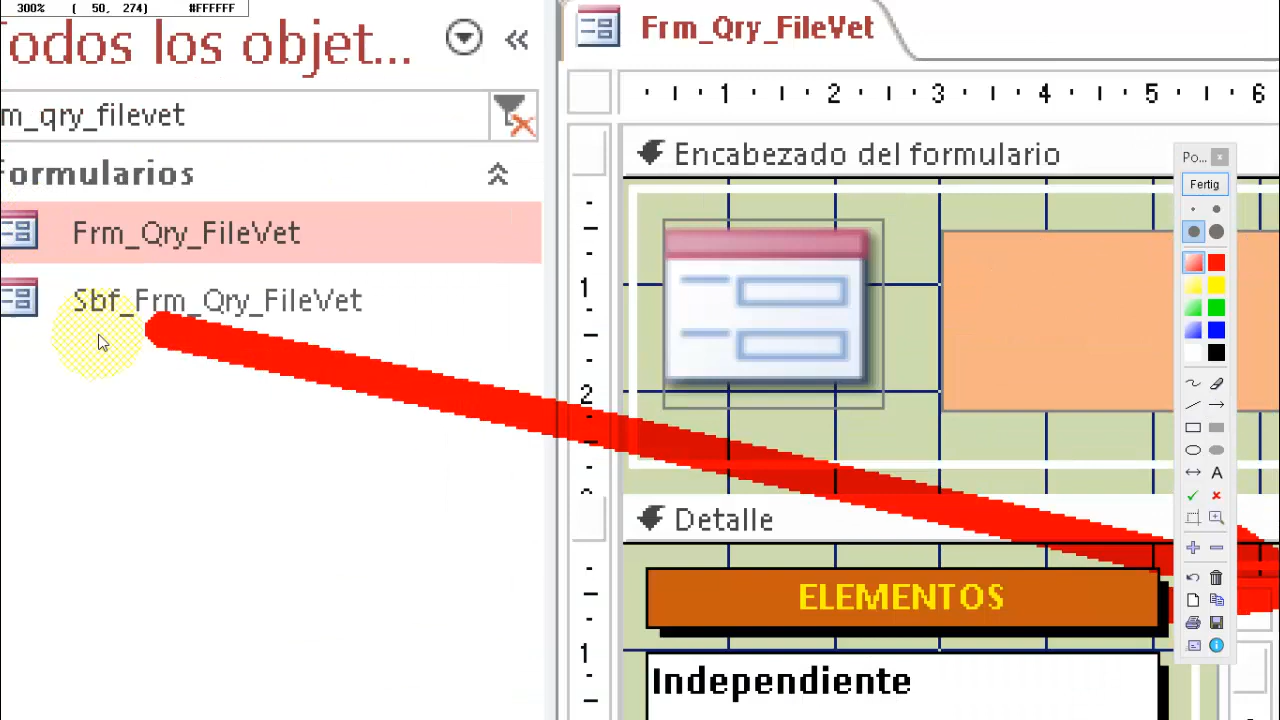 300% ( 50, 274) #FFFFFF
odos los objet...
m_qry_filevet
ormularios
Frm_Qry_FileVet
Sbf_Frm_Qry_FileVet
Frm_Qry_FileVet
1 2 3 4 5 6
Encabezado del formulario
1
2
Detalle
ELEMENTOS
1
Independiente
Po...
Fertig
A